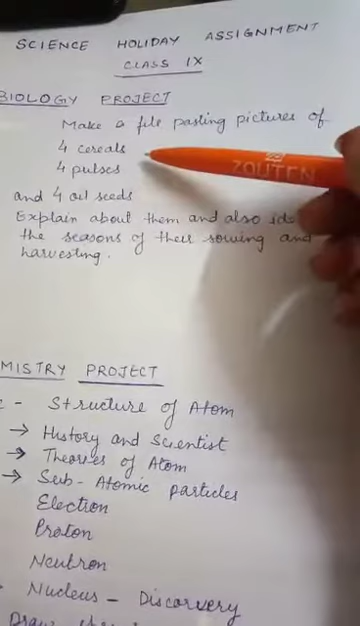 SCIENCE HOLIDAY ASSIGNMENT
CLASS IX
BIOLOGY PROJECT
Make a file pasting pictures of
4 cereals
4 pulses
ZOUTEN
and 4 oil seeds
Explain about them and also
the seasons of their sowing and
harvesting.
PROJECT
- Structure of Atom
→ History and Scientist
→ Theories of Atom
→ Sub-Atomic particles
Electron
Proton
Neutron
Nucleus - Discorvery